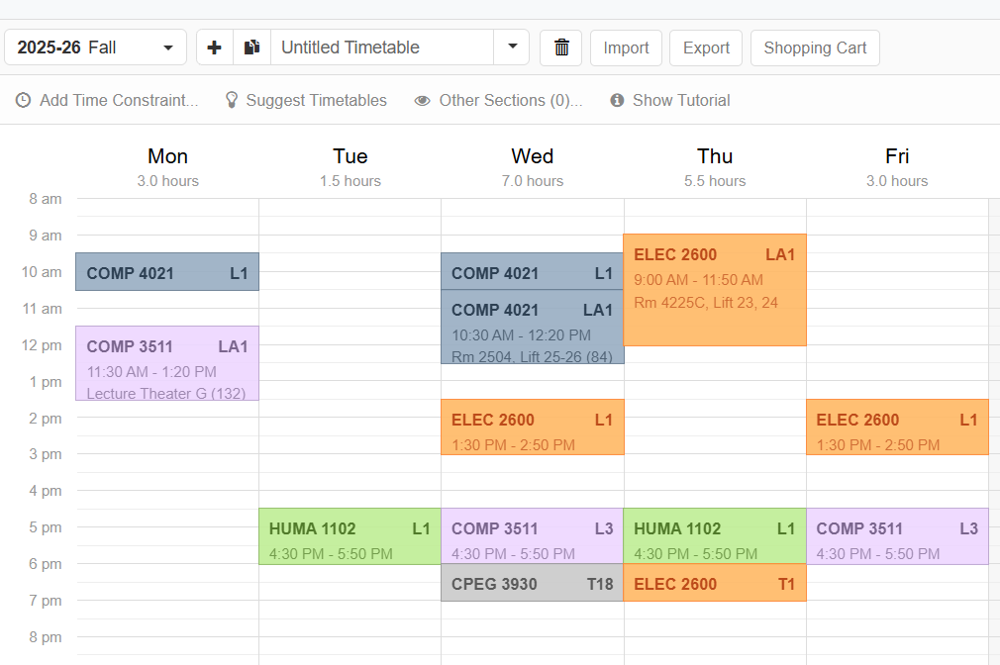 2025-26 Fall Untitled Timetable Import Export Shopping Cart
Add Time Constraint... Suggest Timetables Other Sections (0)... Show Tutorial
Mon Tue Wed Thu Fri
3.0 hours 1.5 hours 7.0 hours 5.5 hours 3.0 hours
8 am
9 am
10 am
11 am
12 pm
1 pm
2 pm
3 pm
4 pm
5 pm
6 pm
7 pm
8 pm
COMP 4021 L1
COMP 3511 LA1
11:30 AM - 1:20 PM
Lecture Theater G (132)
HUMA 1102 L1
4:30 PM - 5:50 PM
COMP 4021 L1
COMP 4021 LA1
10:30 AM - 12:20 PM
Rm 2504, Lift 25-26 (84)
ELEC 2600 L1
1:30 PM - 2:50 PM
COMP 3511 L3
4:30 PM - 5:50 PM
CPEG 3930 T18
ELEC 2600 LA1
9:00 AM - 11:50 AM
Rm 4225C, Lift 23, 24
HUMA 1102 L1
4:30 PM - 5:50 PM
ELEC 2600 T1
ELEC 2600 L1
1:30 PM - 2:50 PM
COMP 3511 L3
4:30 PM - 5:50 PM